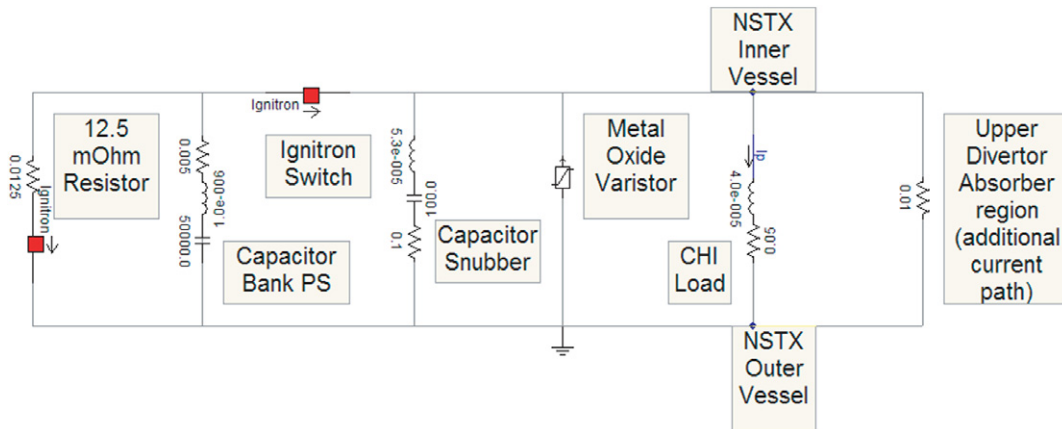 NSTX
Inner
Vessel
Ignitron
12.5
mOhm
Resistor
0.0125
Ignitron
0.005
1.0e-006
50000.0
Capacitor
Bank PS
Ignitron
Switch
5.3e-005
100.0
0.1
Capacitor
Snubber
Metal
Oxide
Varistor
Ip
4.0e-005
0.06
CHI
Load
0.01
Upper
Divertor
Absorber
region
(additional
current
path)
NSTX
Outer
Vessel